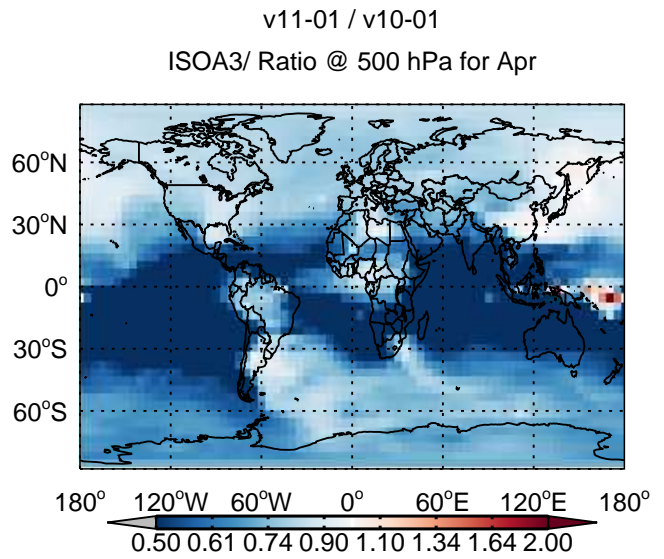 v11-01 / v10-01
ISOA3/ Ratio @ 500 hPa for Apr
60°N
30°N
0°
30°S
60°S
180° 120°W 60°W 0° 60°E 120°E 180°
0.50 0.61 0.74 0.90 1.10 1.34 1.64 2.00